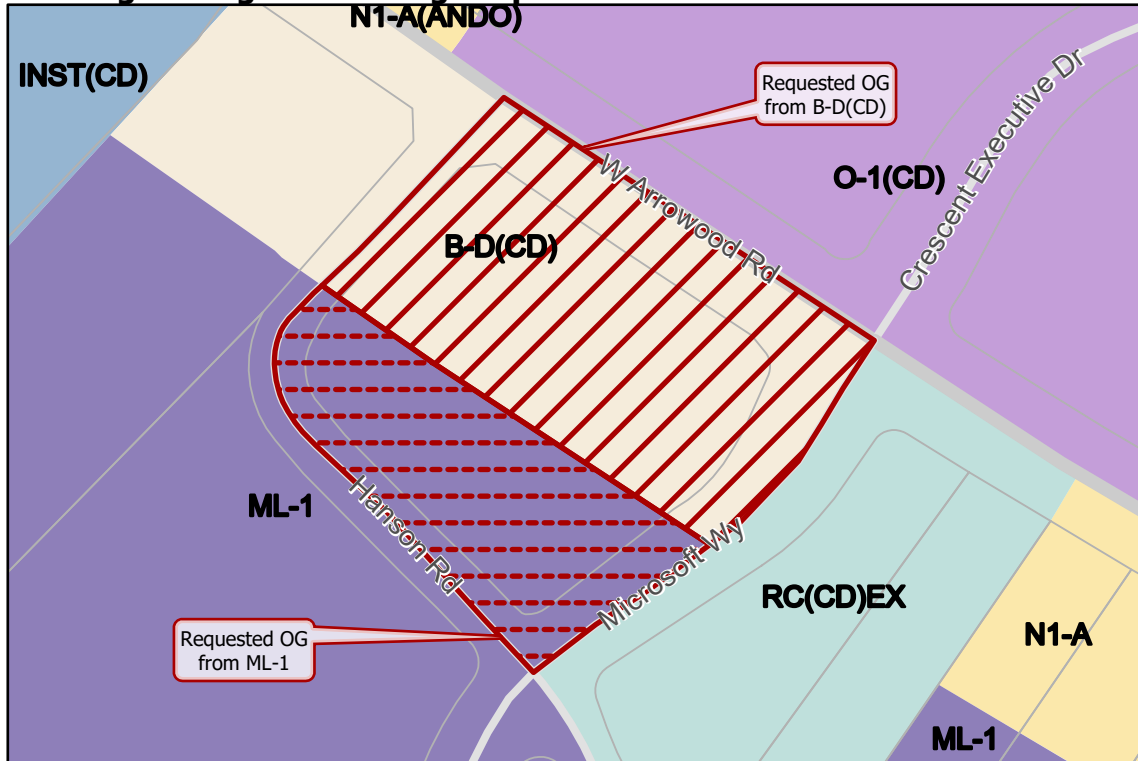 N1-A(ANDO)
INST(CD)
Requested OG
from B-D(CD)
W Arrowood Rd
O-1(CD)
Crescent Executive Dr
B-D(CD)
ML-1
Hanson Rd
Microsoft Wy
RC(CD)EX
Requested OG
from ML-1
N1-A
ML-1